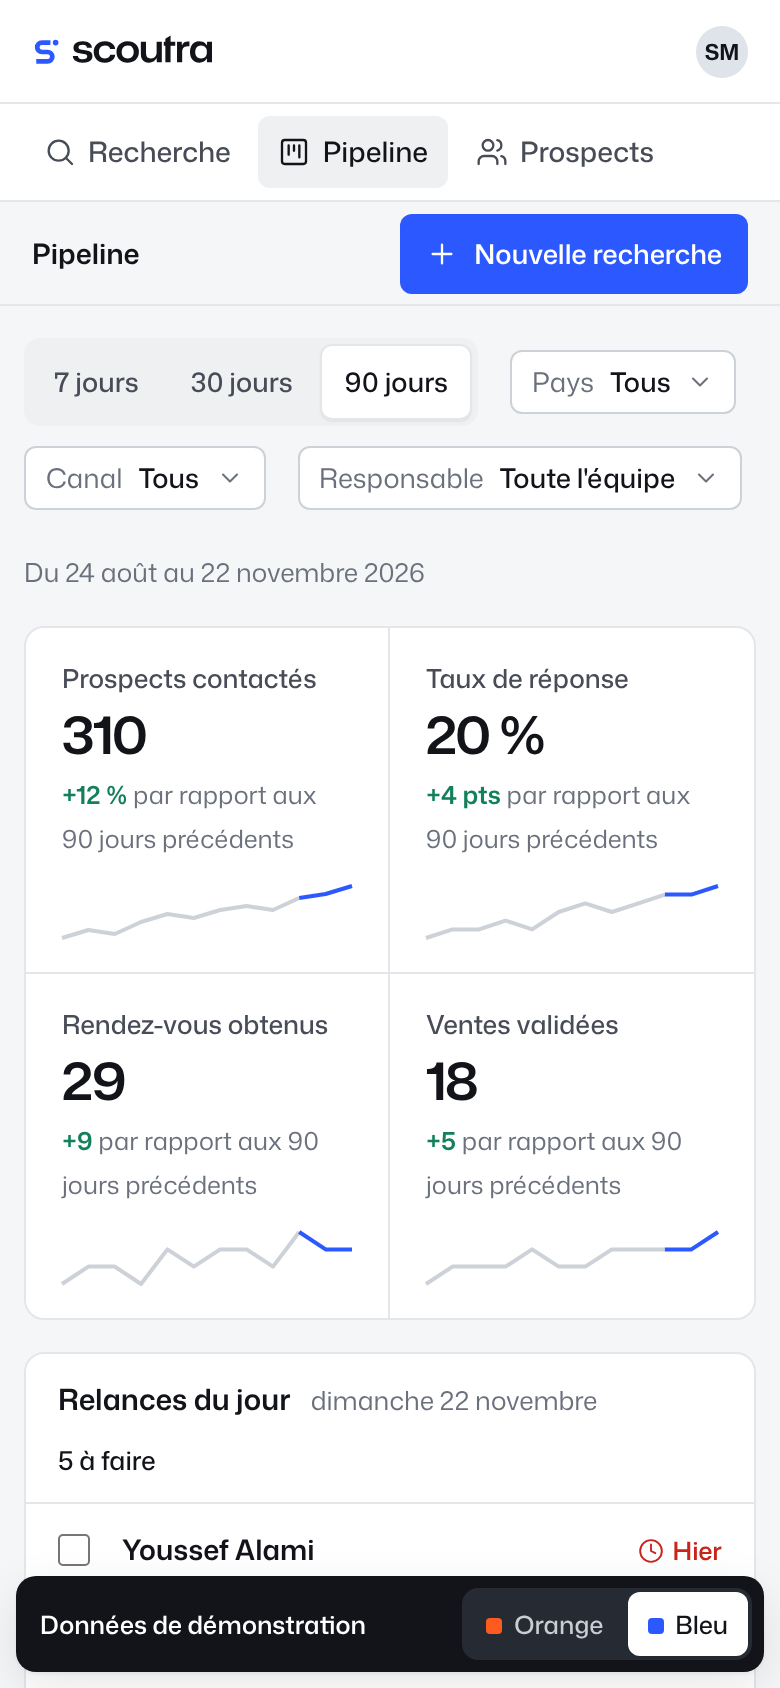 scoutra
SM
Recherche
Pipeline
Prospects
Pipeline
Nouvelle recherche
7 jours
30 jours
90 jours
Pays Tous
Canal Tous
Responsable Toute l'équipe
Du 24 août au 22 novembre 2026
Prospects contactés
310
+12 % par rapport aux
90 jours précédents
Taux de réponse
20 %
+4 pts par rapport aux
90 jours précédents
Rendez-vous obtenus
29
+9 par rapport aux 90
jours précédents
Ventes validées
18
+5 par rapport aux 90
jours précédents
Relances du jour dimanche 22 novembre
5 à faire
Youssef Alami
Hier
Données de démonstration
Orange
Bleu